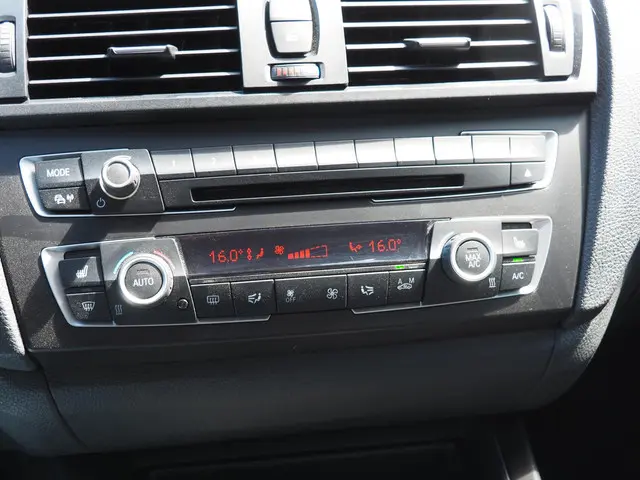 MODE
16.0° 16.0°
AUTO
OFF
A M
MAX A/C
A/C